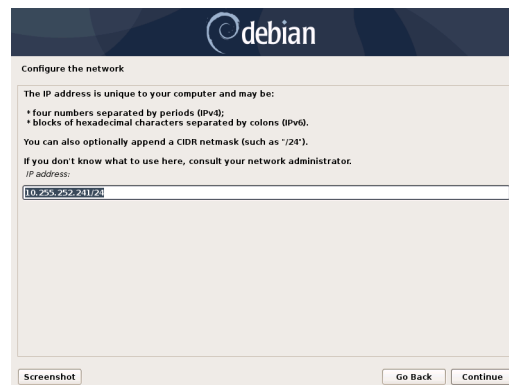 debian
Configure the network
The IP address is unique to your computer and may be:
* four numbers separated by periods (IPv4);
* blocks of hexadecimal characters separated by colons (IPv6).
You can also optionally append a CIDR netmask (such as "/24").
If you don't know what to use here, consult your network administrator.
IP address:
10.255.252.241/24
Screenshot
Go Back
Continue